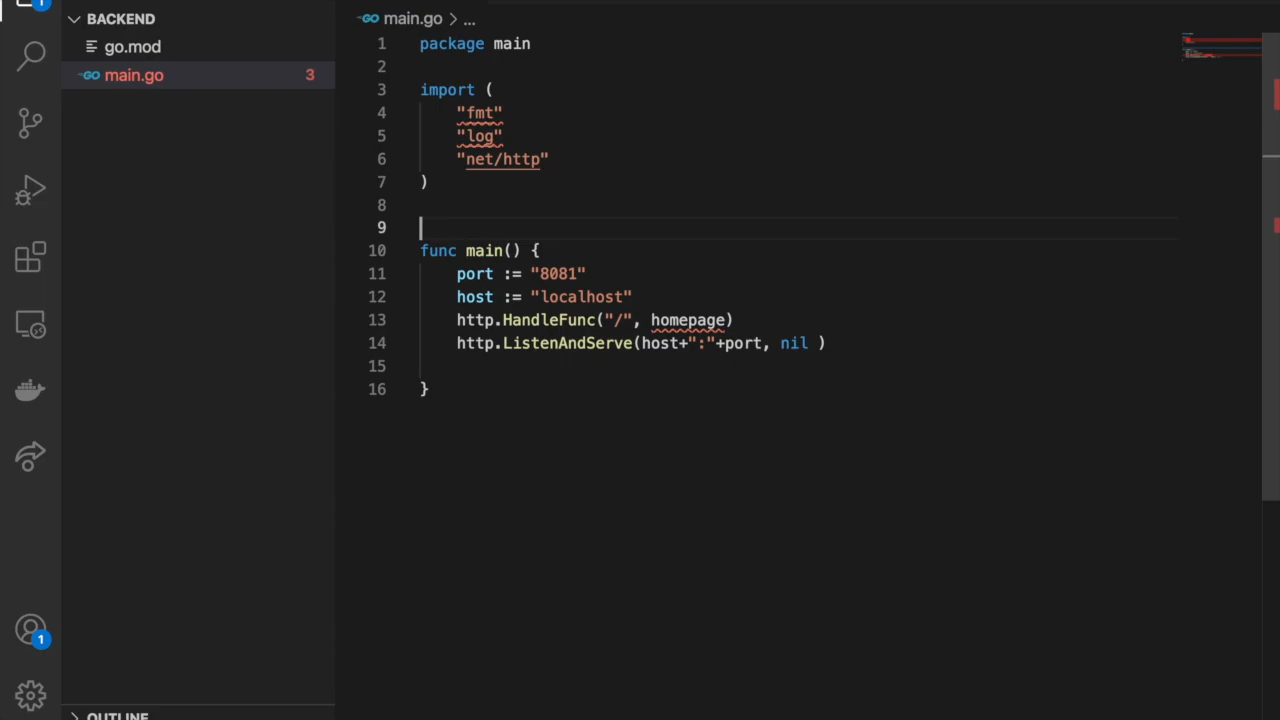 1
BACKEND
go.mod
GO main.go 3
GO main.go > ...
1 package main
2
3 import (
4 "fmt"
5 "log"
6 "net/http"
7 )
8
9
10 func main() {
11 port := "8081"
12 host := "localhost"
13 http.HandleFunc("/", homepage)
14 http.ListenAndServe(host+":"+port, nil )
15
16 }
1
OUTLINE